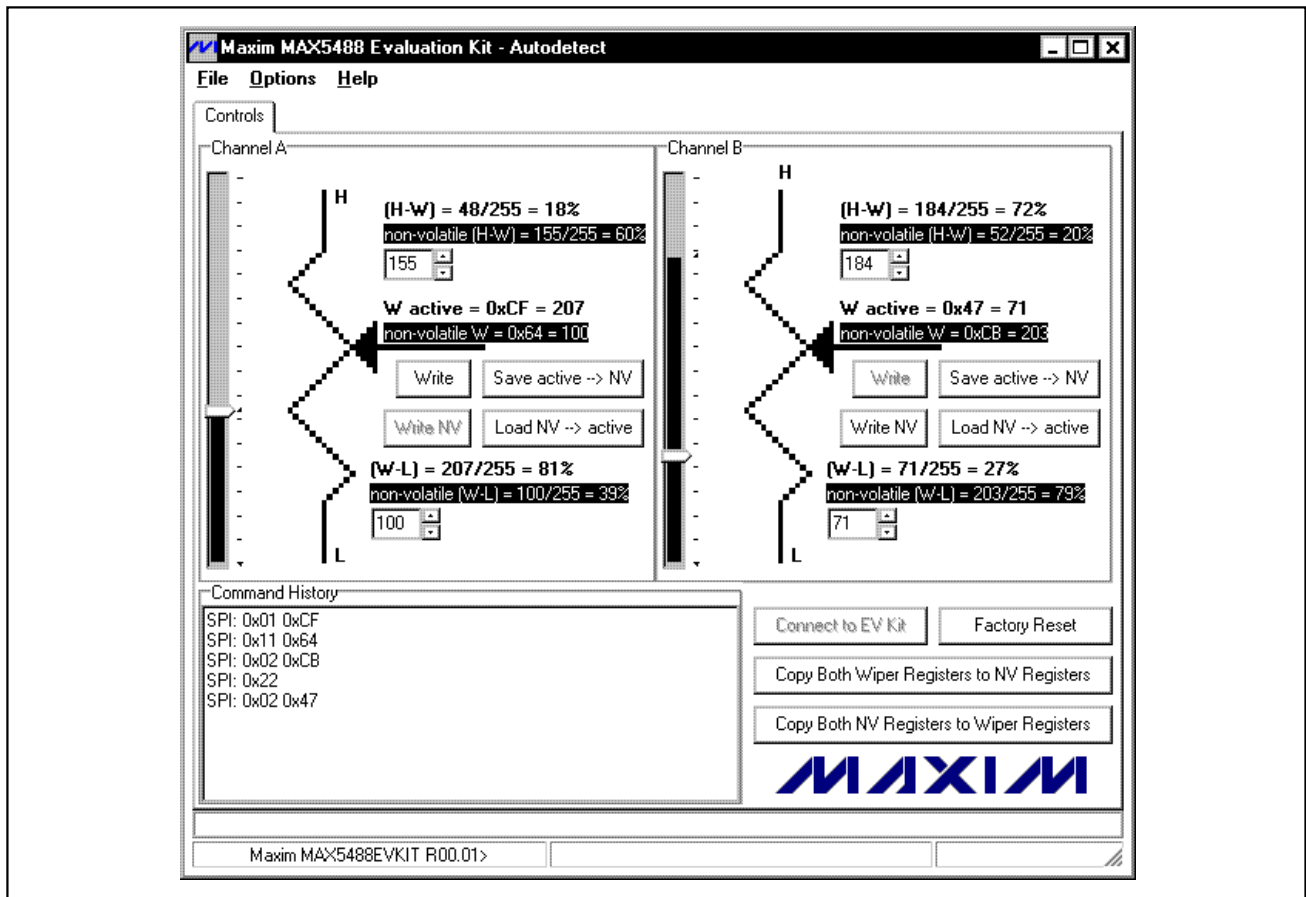 Maxim MAX5488 Evaluation Kit - Autodetect
File Options Help
Controls
Channel A
H
(H-W) = 48/255 = 18%
non-volatile (H-W) = 155/255 = 60%
155
W active = 0xCF = 207
non-volatile W = 0x64 = 100
Write Save active --> NV
Write NV Load NV --> active
(W-L) = 207/255 = 81%
non-volatile (W-L) = 100/255 = 39%
100
L
Channel B
H
(H-W) = 184/255 = 72%
non-volatile (H-W) = 52/255 = 20%
184
W active = 0x47 = 71
non-volatile W = 0xCB = 203
Write Save active --> NV
Write NV Load NV --> active
(W-L) = 71/255 = 27%
non-volatile (W-L) = 203/255 = 79%
71
L
Command History
SPI: 0x01 0xCF
SPI: 0x11 0x64
SPI: 0x02 0xCB
SPI: 0x22
SPI: 0x02 0x47
Connect to EV Kit Factory Reset
Copy Both Wiper Registers to NV Registers
Copy Both NV Registers to Wiper Registers
MAXIM
Maxim MAX5488EVKIT R00.01>